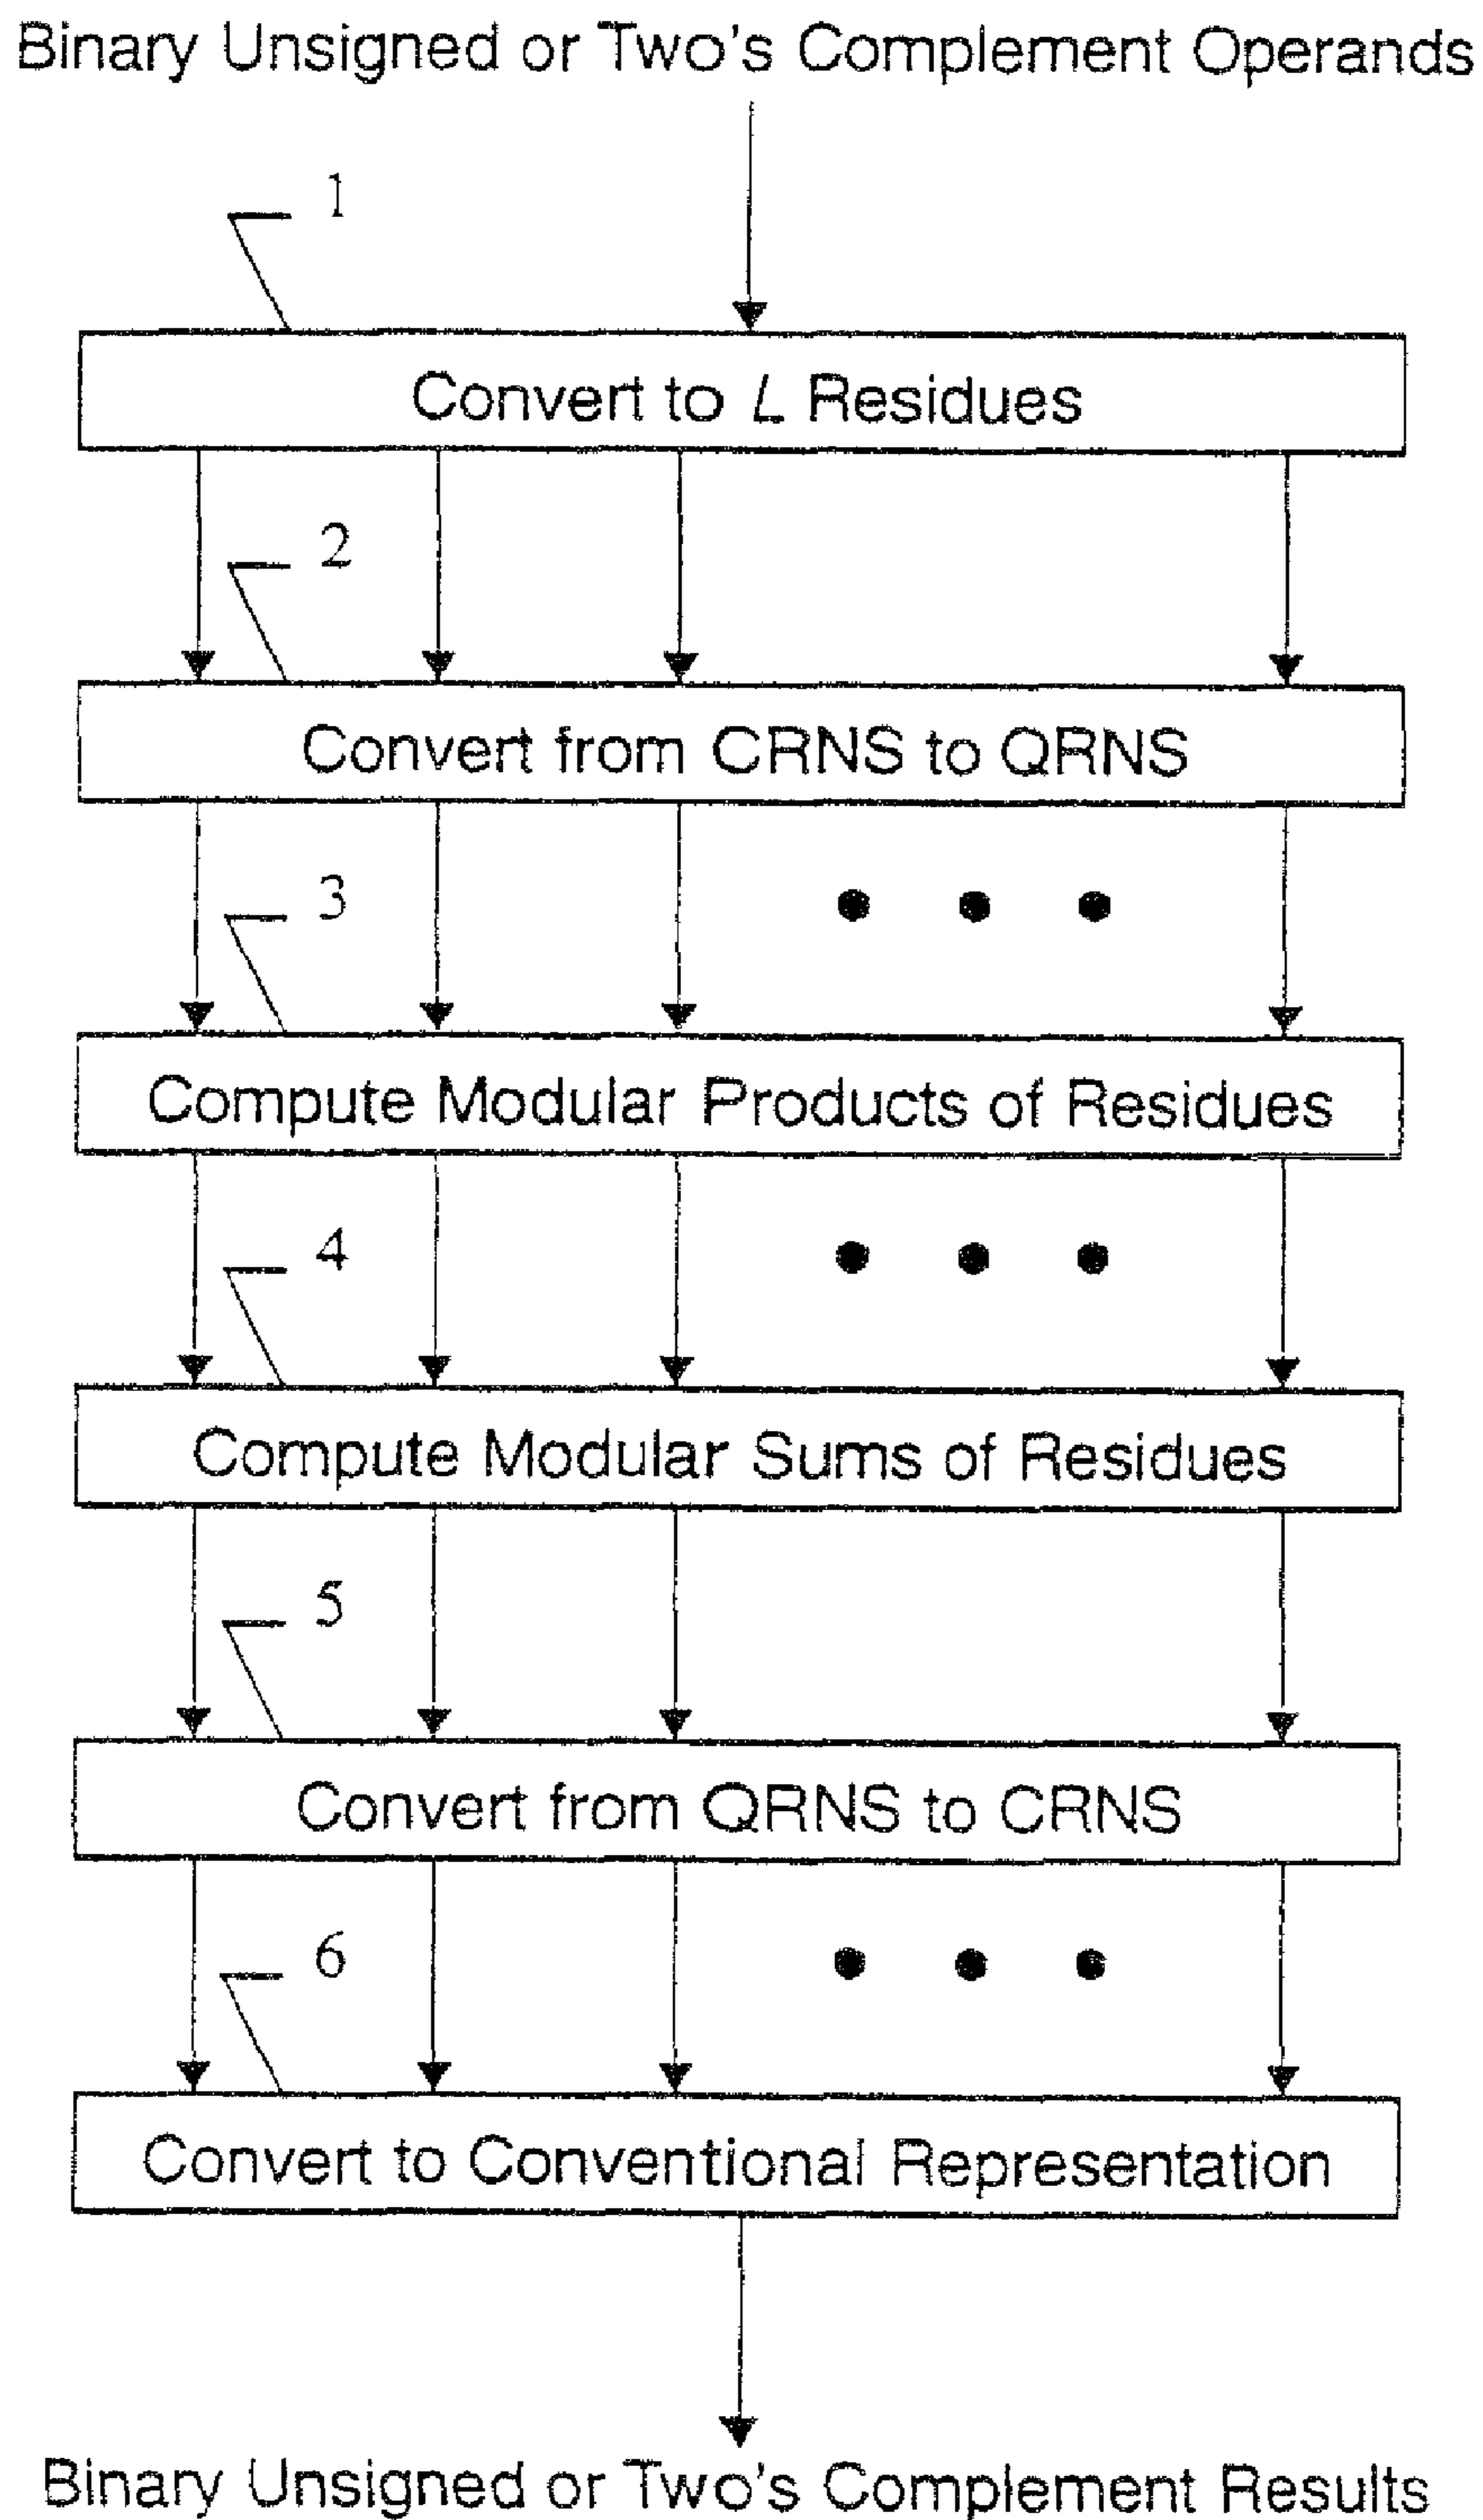 Binary Unsigned or Two's Complement Operands
1
Convert to L Residues
2
Convert from CRNS to QRNS
3
Compute Modular Products of Residues
4
Compute Modular Sums of Residues
5
Convert from QRNS to CRNS
6
Convert to Conventional Representation
Binary Unsigned or Two's Complement Results